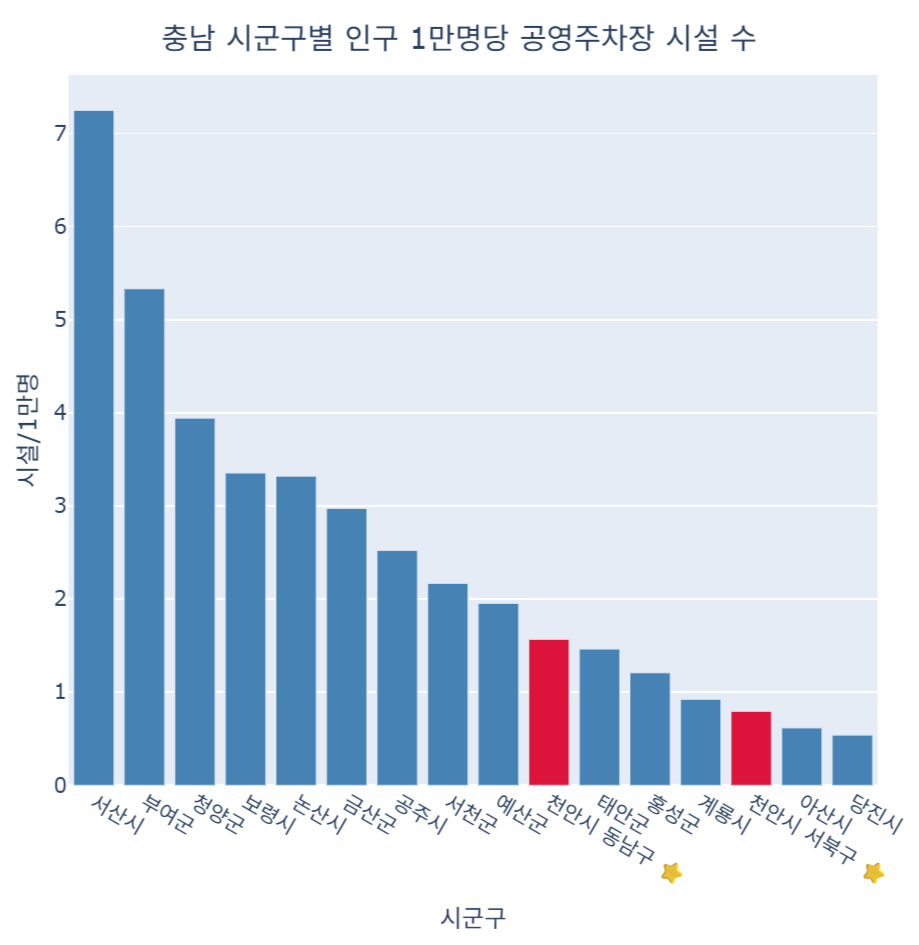 충남 시군구별 인구 1만명당 공영주차장 시설 수
시설/1만명
7
6
5
4
3
2
1
0
서산시
부여군
청양군
보령시
논산시
금산군
공주시
서천군
예산군
천안시 동남구 ⭐
태안군
홍성군
계룡시
천안시 서북구 ⭐
아산시
당진시
시군구